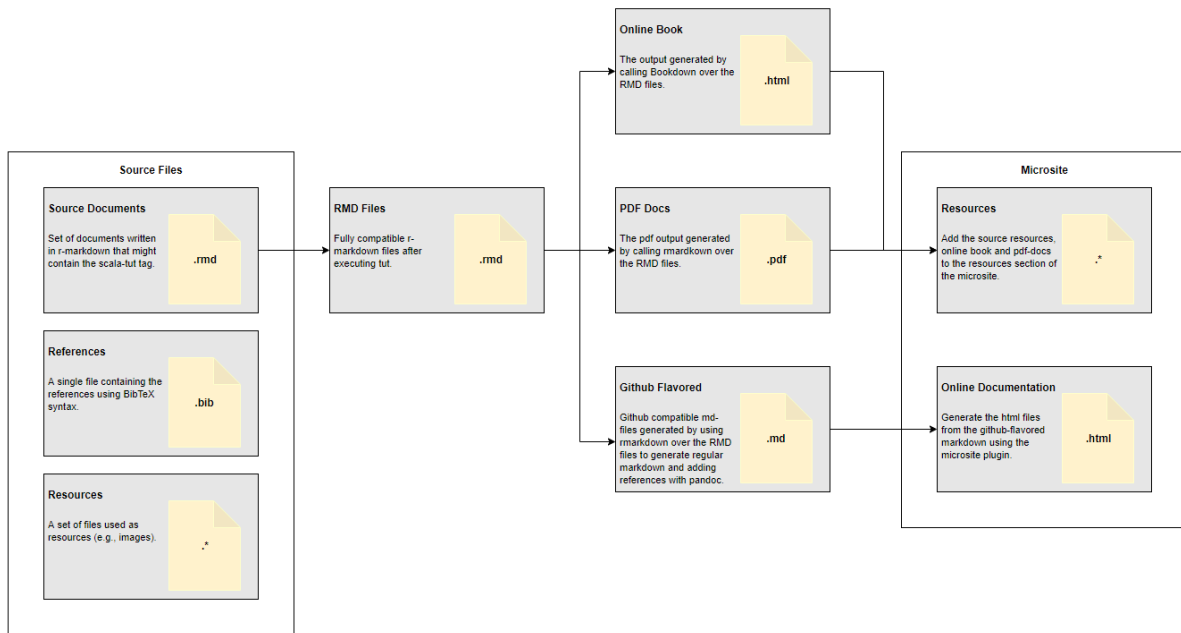 Source Files
Source Documents
Set of documents written
in r-markdown that might
contain the scala-tut tag.
.rmd
References
A single file containing the
references using BibTeX
syntax.
.bib
Resources
A set of files used as
resources (e.g., images).
.*
RMD Files
Fully compatible r-
markdown files after
executing tut.
.rmd
Online Book
The output generated by
calling Bookdown over the
RMD files.
.html
PDF Docs
The pdf output generated
by calling rmardkown
over the RMD files.
.pdf
Github Flavored
Github compatible md-
files generated by using
rmarkdown over the RMD
files to generate regular
markdown and adding
references with pandoc.
.md
Microsite
Resources
Add the source resources,
online book and pdf-docs
to the resources section of
the microsite.
.*
Online Documentation
Generate the html files
from the github-flavored
markdown using the
microsite plugin.
.html